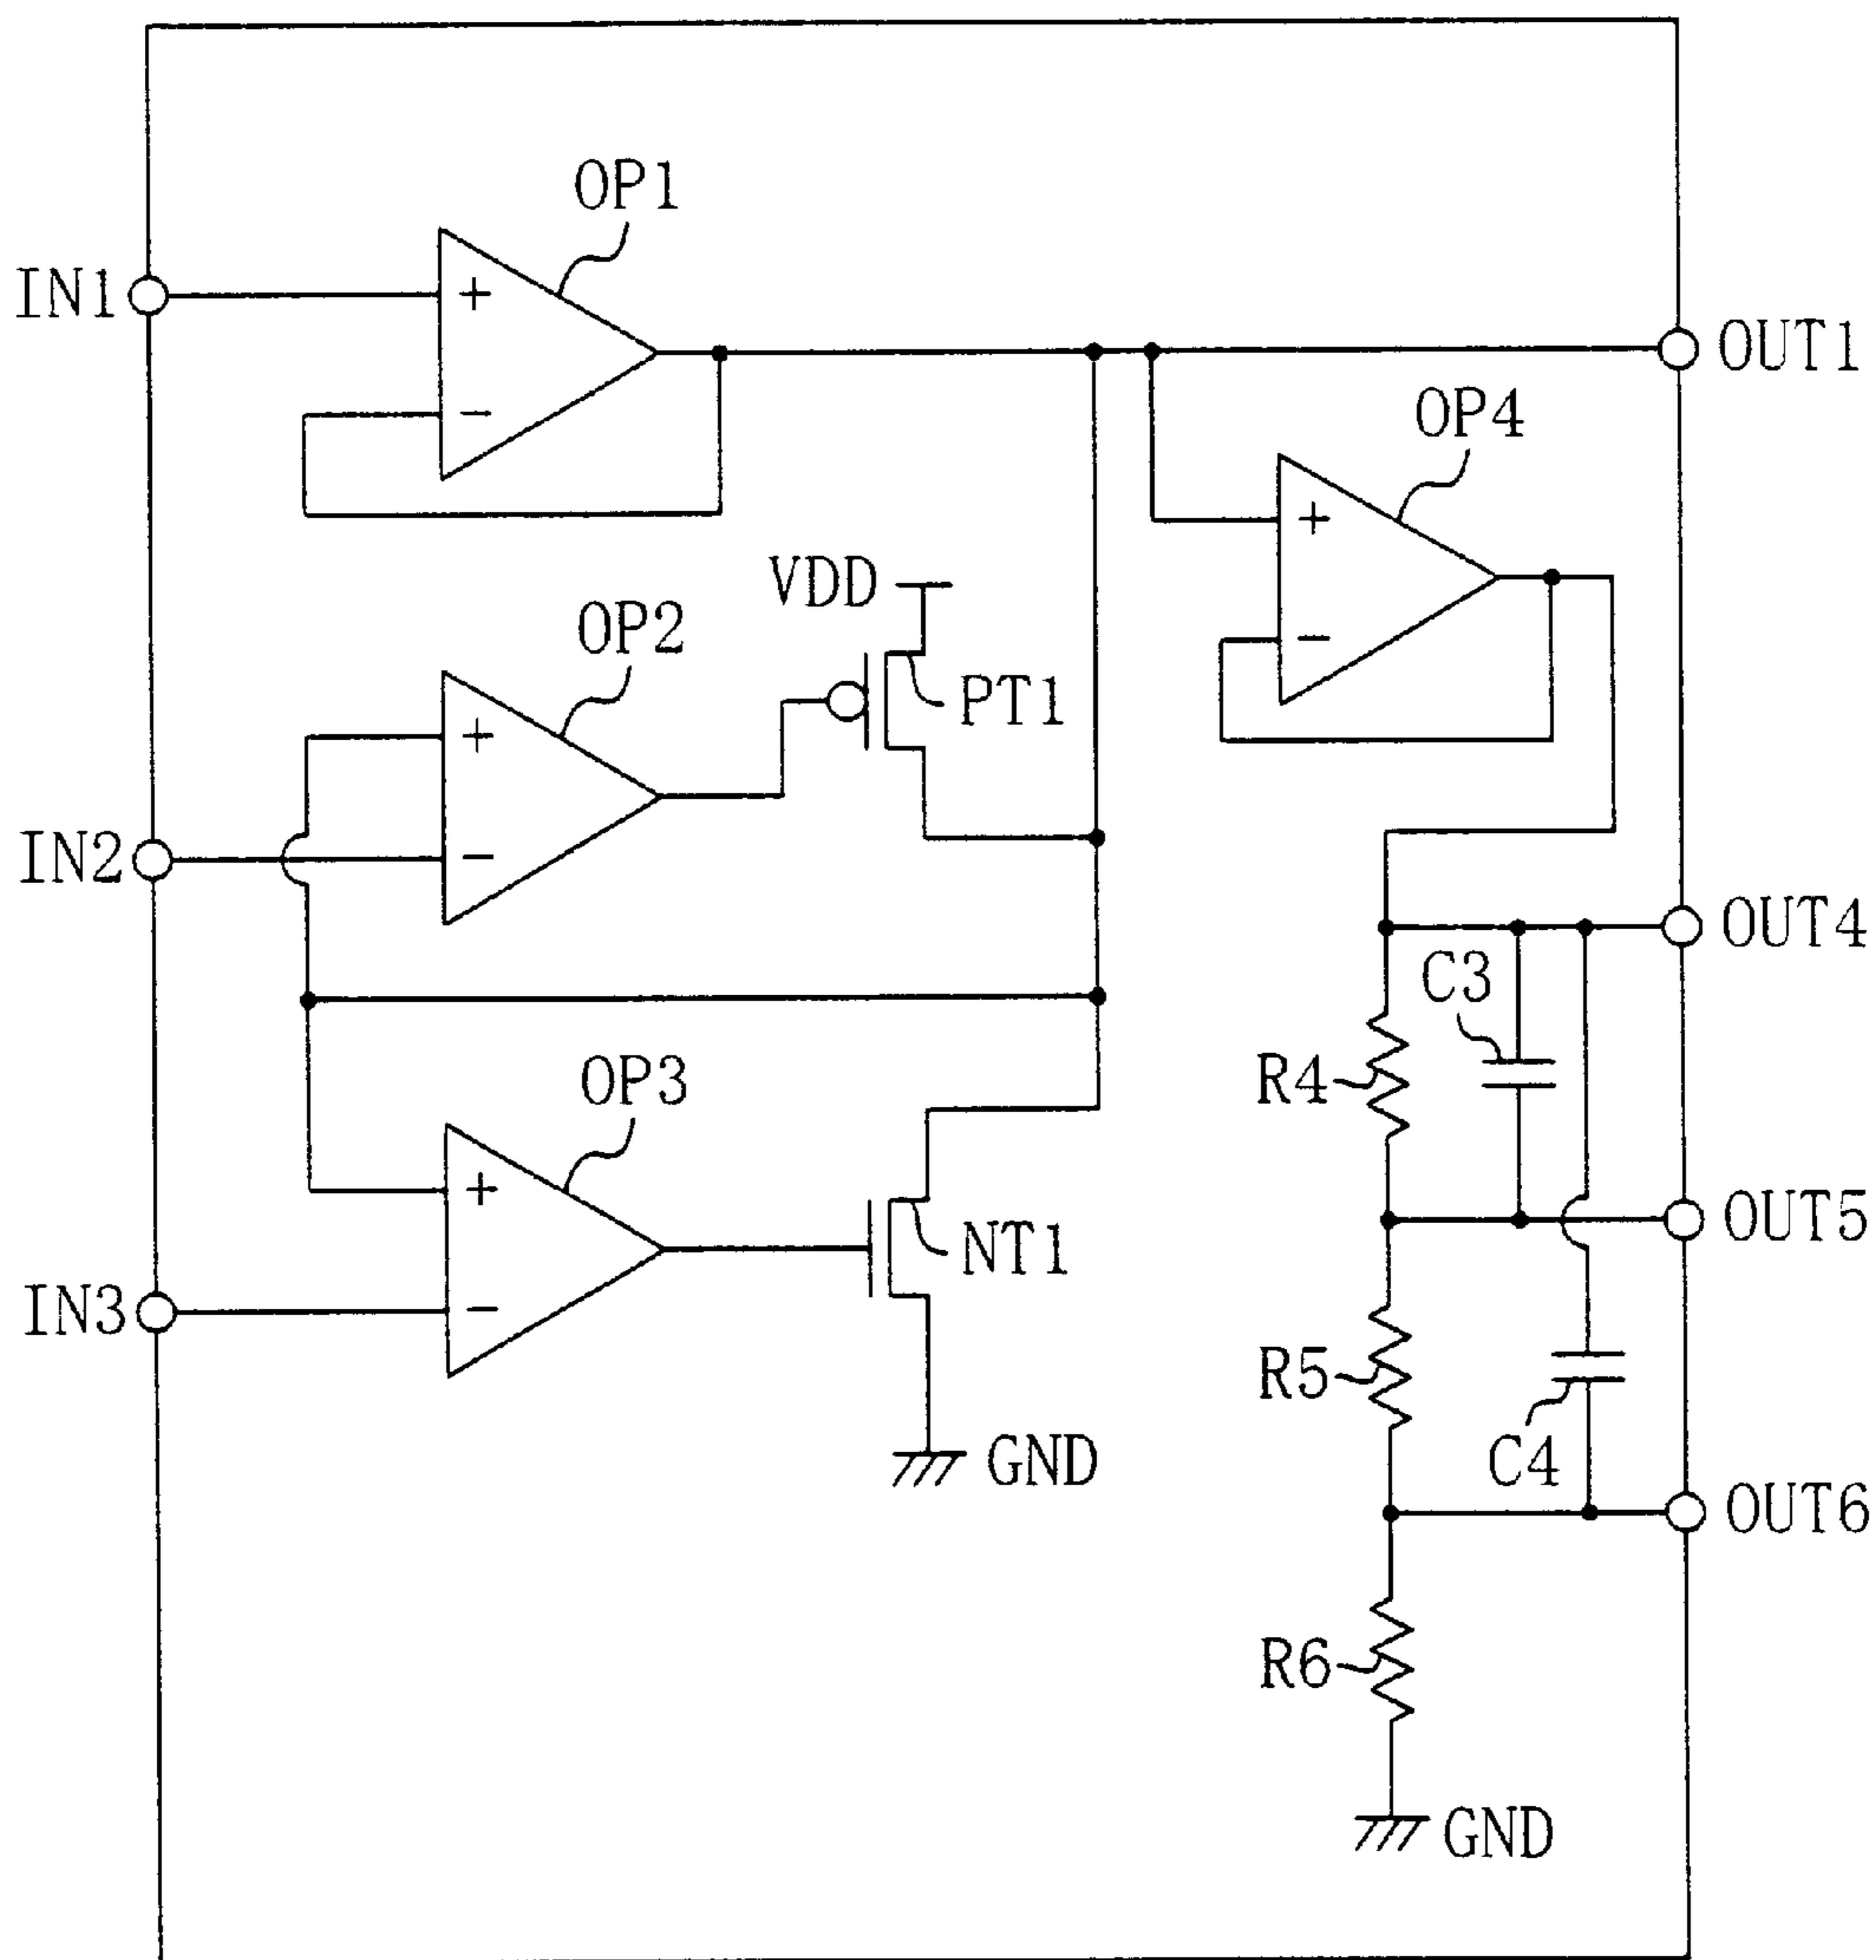 OP1
IN1
+
OUT1
−
OP4
+
VDD
OP2
−
PT1
+
IN2
−
OUT4
C3
OP3
R4
+
OUT5
NT1
IN3
−
R5
GND
C4
OUT6
R6
GND